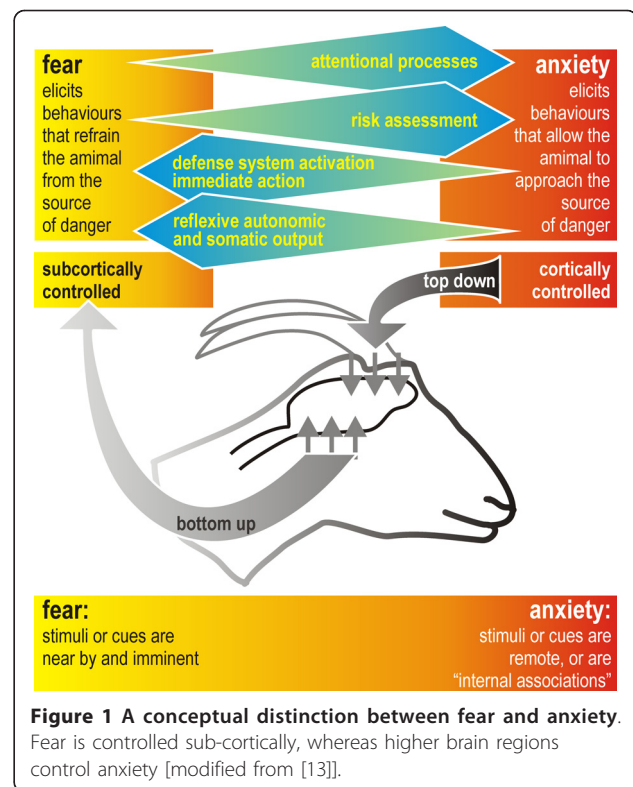 fear
elicits
behaviours
that refrain
the amimal
from the
source
of danger
attentional processes
risk assessment
defense system activation
immediate action
reflexive autonomic
and somatic output
anxiety
elicits
behaviours
that allow the
amimal to
approach the
source
of danger
subcortically
controlled
top down
cortically
controlled
bottom up
fear:
stimuli or cues are
near by and imminent
anxiety:
stimuli or cues are
remote, or are
“internal associations”
Figure 1 A conceptual distinction between fear and anxiety.
Fear is controlled sub-cortically, whereas higher brain regions
control anxiety [modified from [13]].